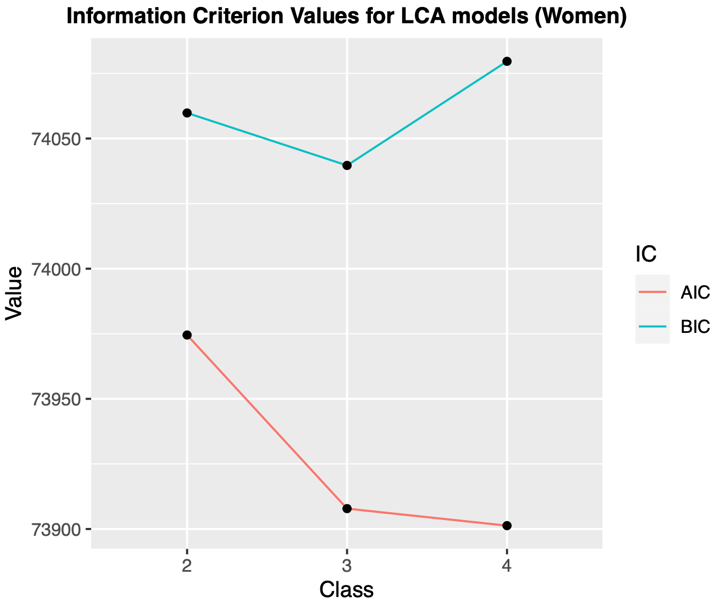 Information Criterion Values for LCA models (Women)
74050
74000
73950
73900
Value
2 3 4
Class
IC
AIC
BIC